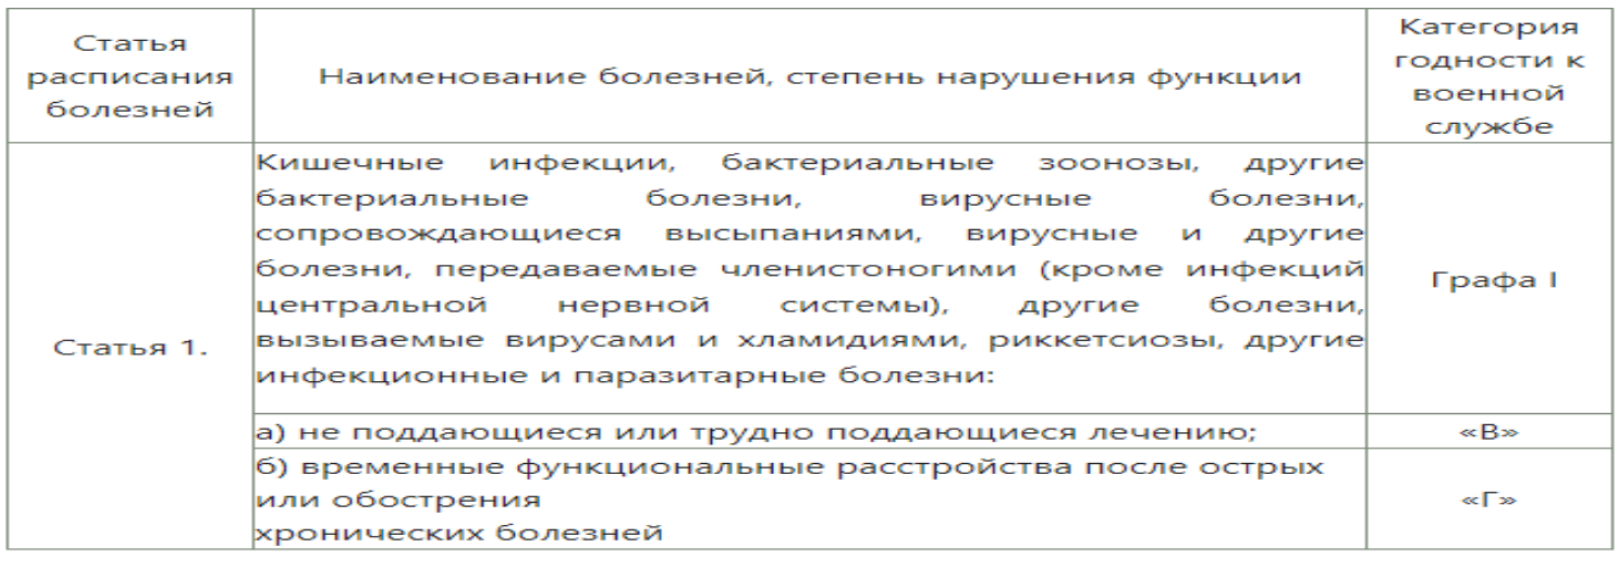 Статья
расписания
болезней
Наименование болезней, степень нарушения функции
Категория
годности к
военной
службе
Статья 1.
Кишечные инфекции, бактериальные зоонозы, другие
бактериальные болезни, вирусные болезни,
сопровождающиеся высыпаниями, вирусные и другие
болезни, передаваемые членистоногими (кроме инфекций
центральной нервной системы), другие болезни,
вызываемые вирусами и хламидиями, риккетсиозы, другие
инфекционные и паразитарные болезни:
Графа I
а) не поддающиеся или трудно поддающиеся лечению;
«В»
б) временные функциональные расстройства после острых
или обострения
хронических болезней
«Г»